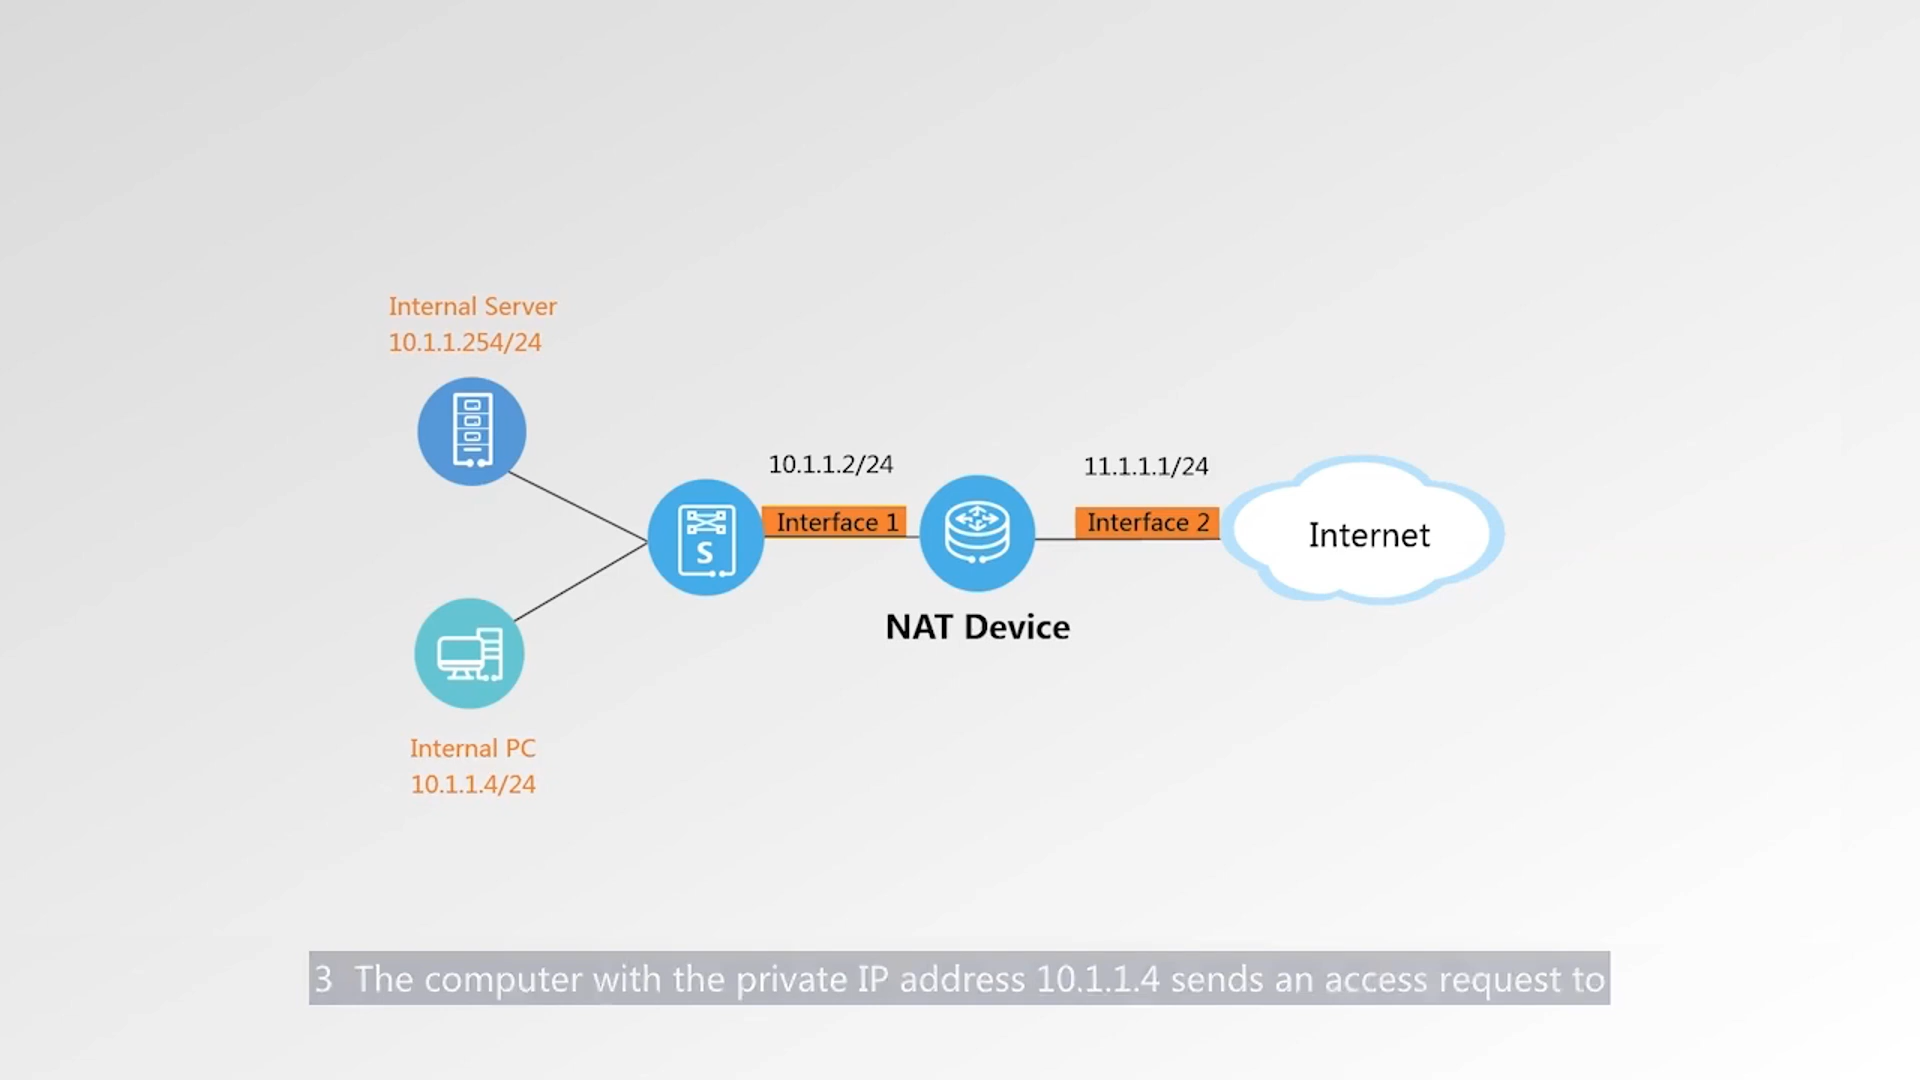 Internal Server
10.1.1.254/24
10.1.1.2/24
11.1.1.1/24
Interface 1
Interface 2
Internet
S
NAT Device
Internal PC
10.1.1.4/24
3 The computer with the private IP address 10.1.1.4 sends an access request to